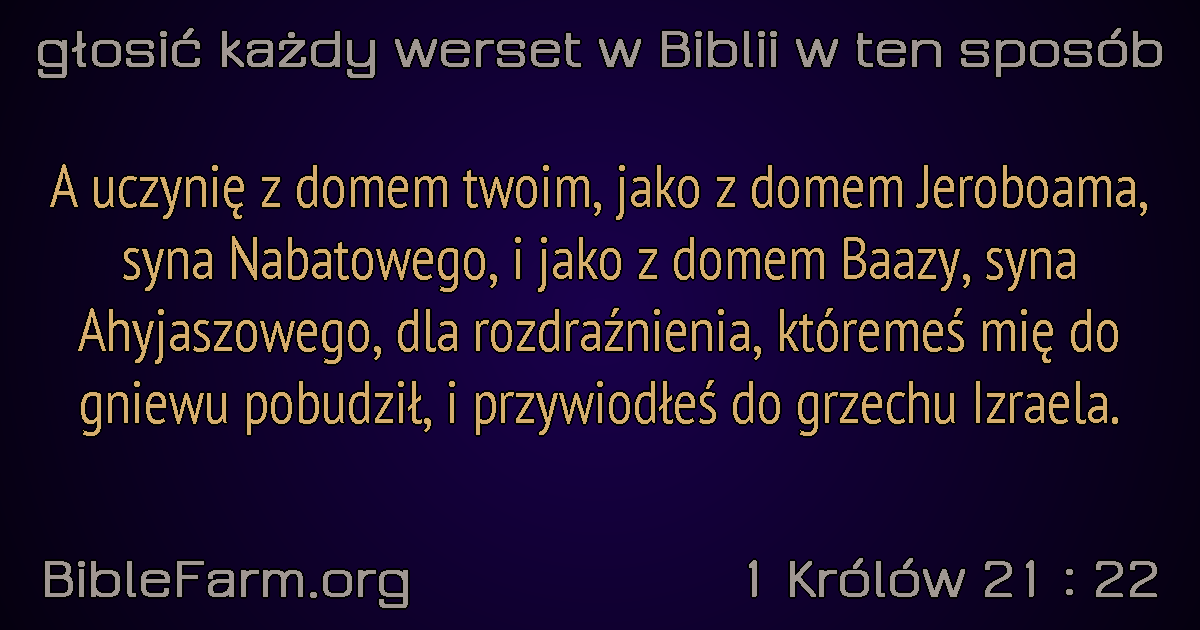 głosić każdy werset w Biblii w ten sposób
A uczynię z domem twoim, jako z domem Jeroboama,
syna Nabatowego, i jako z domem Baazy, syna
Ahyjaszowego, dla rozdraźnienia, któremeś mię do
gniewu pobudził, i przywiodłeś do grzechu Izraela.
BibleFarm.org
1 Królów 21 : 22